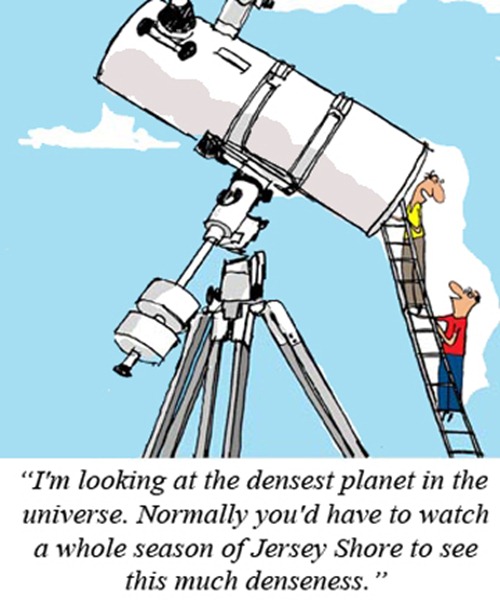 “I'm looking at the densest planet in the
universe. Normally you'd have to watch
a whole season of Jersey Shore to see
this much denseness.”